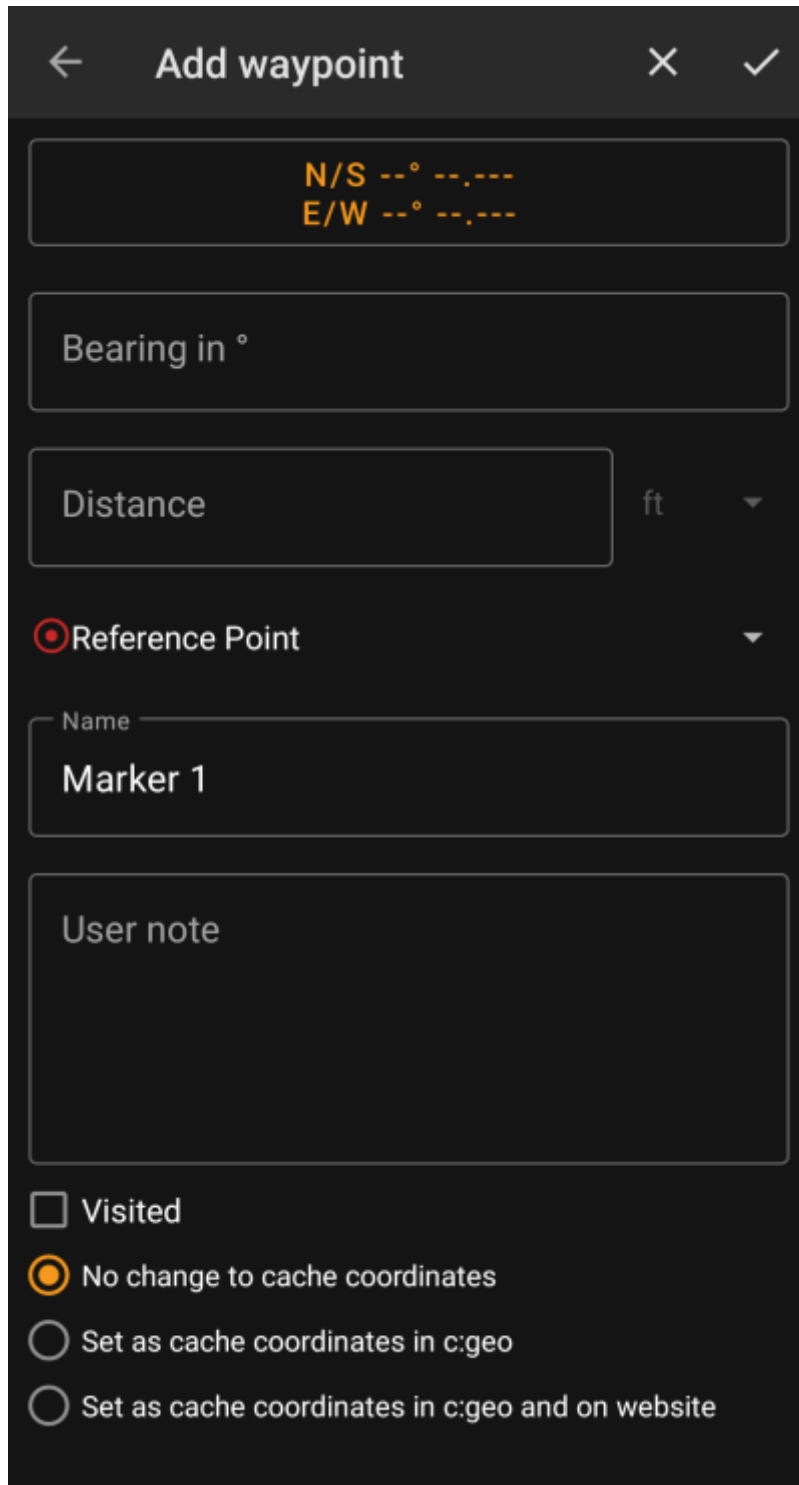 Add waypoint
N/S --° --.---
E/W --° --.---
Bearing in °
Distance
ft
Reference Point
Name
Marker 1
User note
Visited
No change to cache coordinates
Set as cache coordinates in c:geo
Set as cache coordinates in c:geo and on website